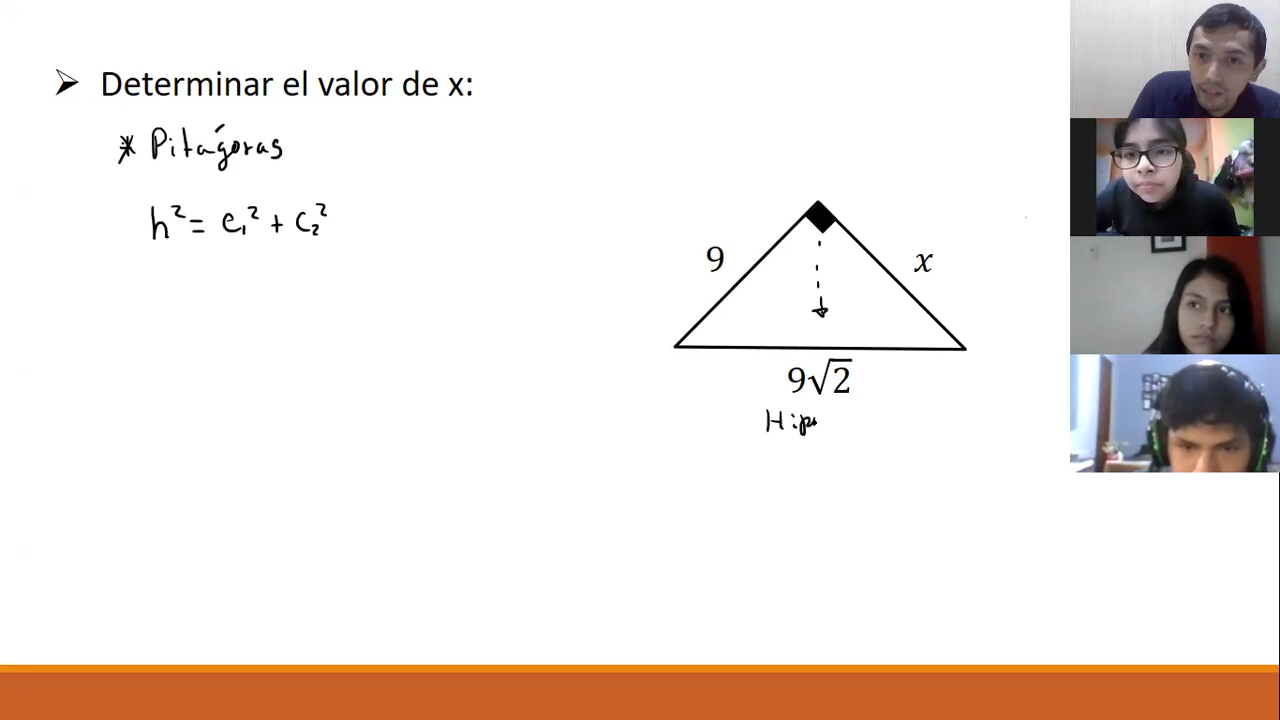 Determinar el valor de x:
* Pitágoras
h² = c₁² + c₂²
9
x
9√2
Hip